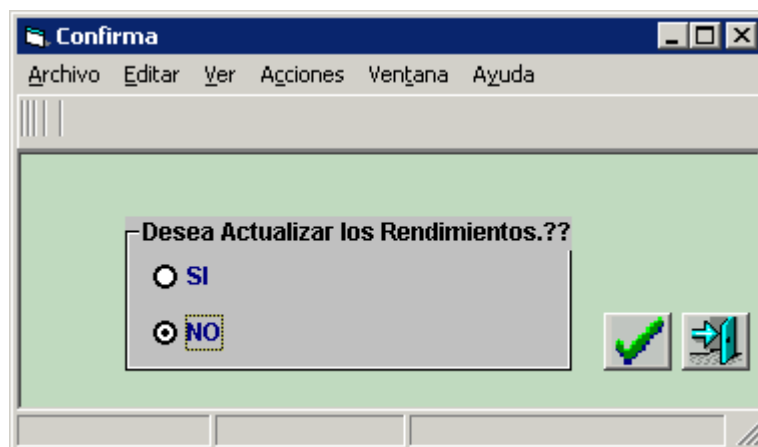 Confirma
Archivo Editar Ver Acciones Ventana Ayuda
Desea Actualizar los Rendimientos.??
SI
NO